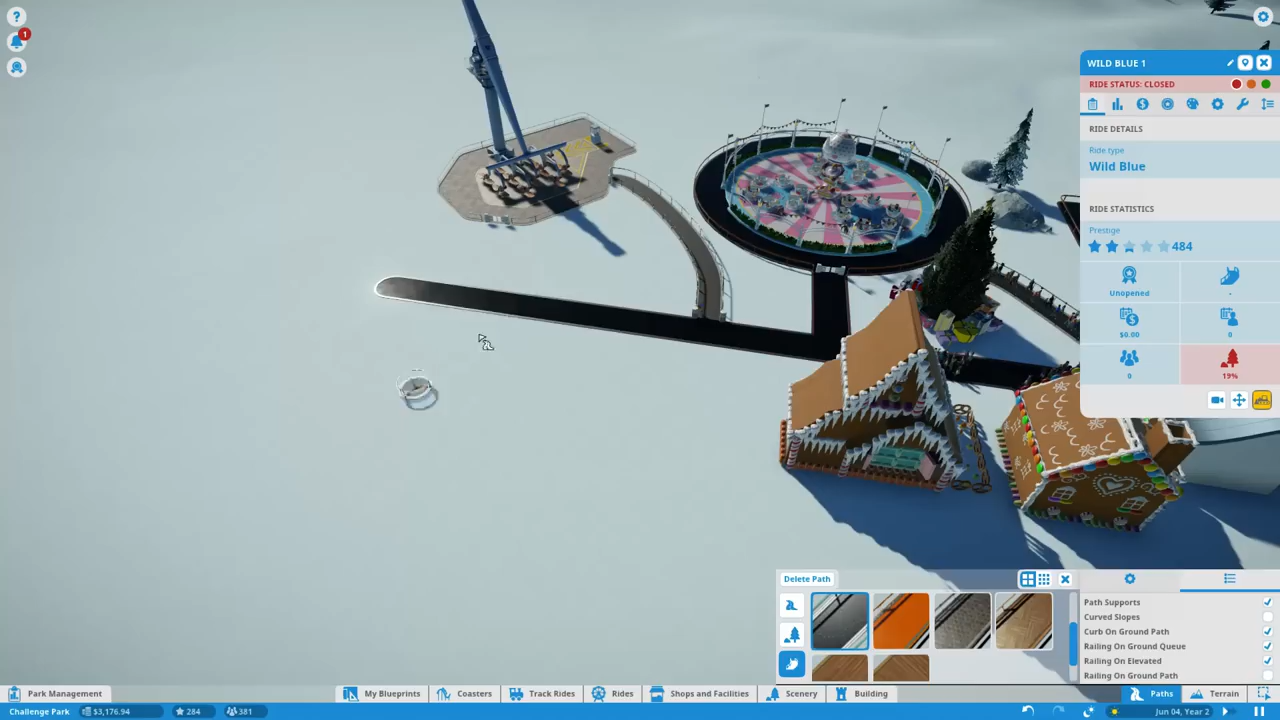 ?
1
WILD BLUE 1
RIDE STATUS: CLOSED
RIDE DETAILS
Ride type
Wild Blue
RIDE STATISTICS
Prestige
484
Unopened
-
$0.00
0
0
19%
Delete Path
Path Supports
Curved Slopes
Curb On Ground Path
Railing On Ground Queue
Railing On Elevated
Railing On Ground Path
Park Management
My Blueprints
Coasters
Track Rides
Rides
Shops and Facilities
Scenery
Building
Paths
Terrain
Challenge Park
$3,176.94
284
381
Jun 04, Year 2